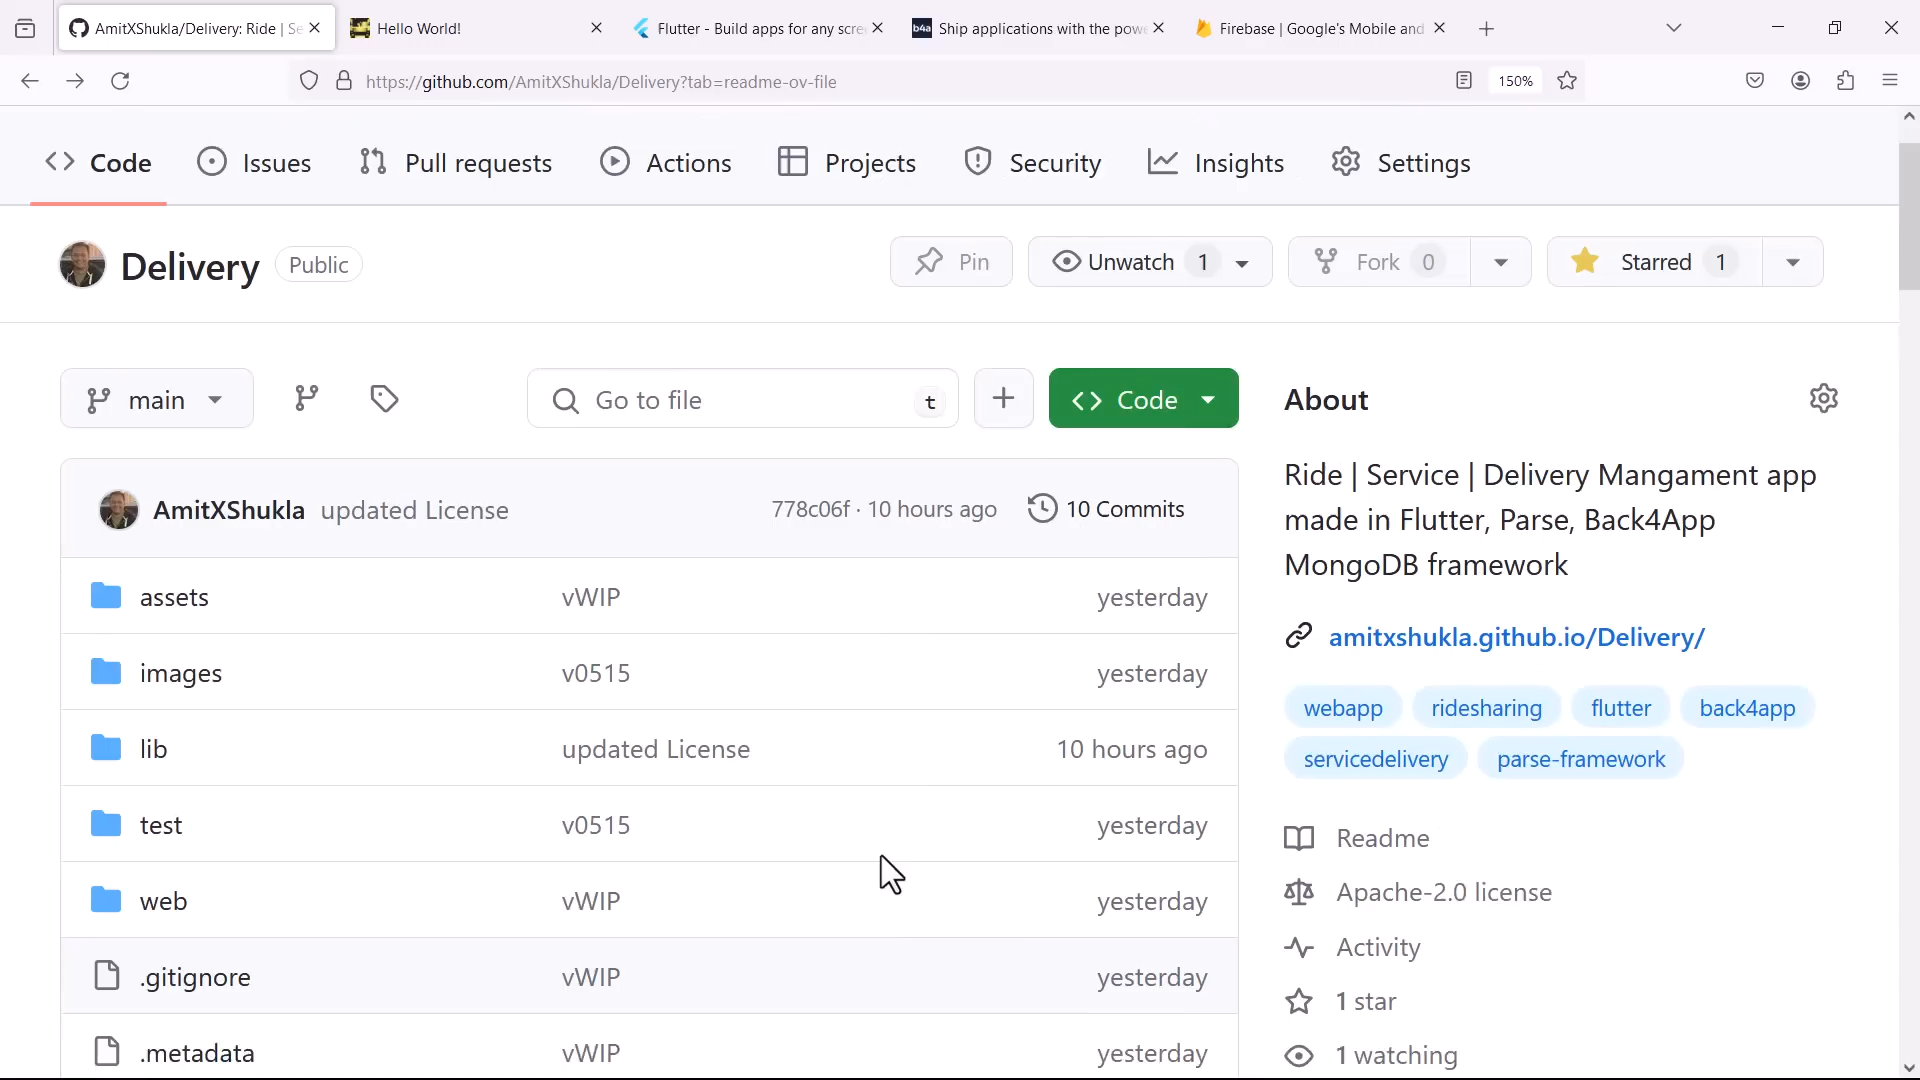 AmitXShukla/Delivery: Ride | Se
Hello World!
Flutter - Build apps for any scre
b4a Ship applications with the powe
Firebase | Google's Mobile and
https://github.com/AmitXShukla/Delivery?tab=readme-ov-file
150%
Code
Issues
Pull requests
Actions
Projects
Security
Insights
Settings
Delivery
Public
Pin
Unwatch 1
Fork 0
Starred 1
main
Go to file
t
Code
AmitXShukla updated License 778c06f · 10 hours ago 10 Commits
assets vWIP yesterday
images v0515 yesterday
lib updated License 10 hours ago
test v0515 yesterday
web vWIP yesterday
.gitignore vWIP yesterday
.metadata vWIP yesterday
About
Ride | Service | Delivery Mangament app
made in Flutter, Parse, Back4App
MongoDB framework
amitxshukla.github.io/Delivery/
webapp ridesharing flutter back4app
servicedelivery parse-framework
Readme
Apache-2.0 license
Activity
1 star
1 watching